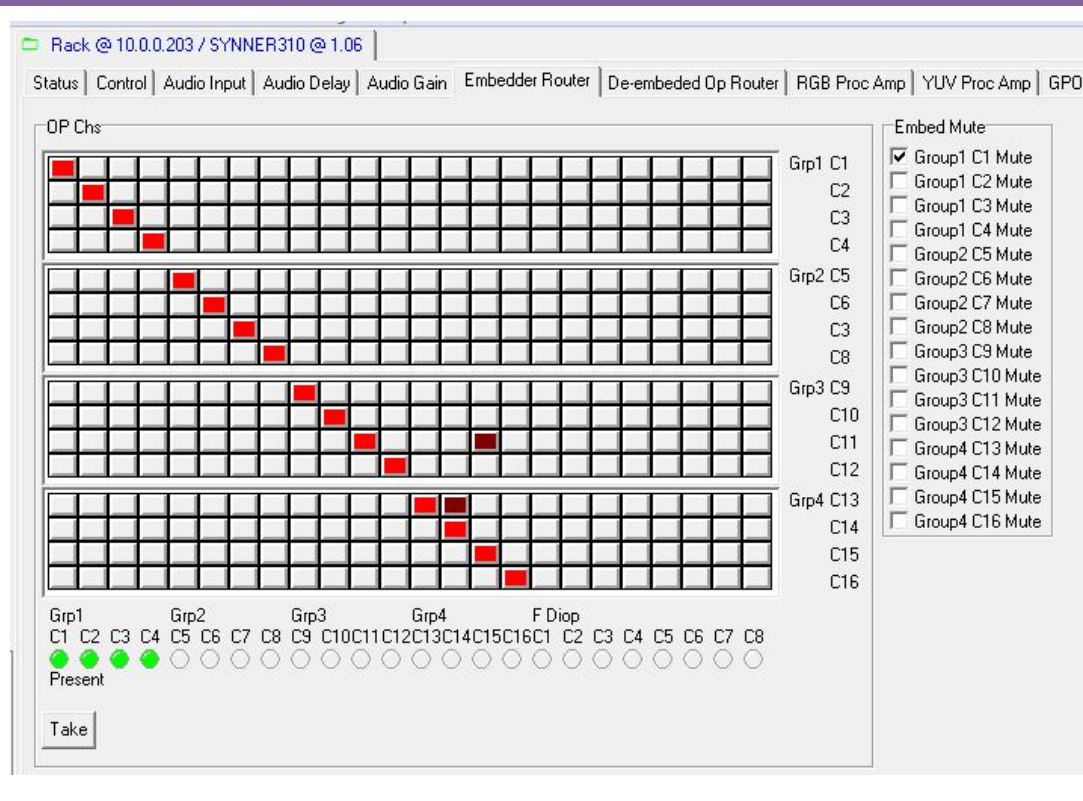 Rack @ 10.0.0.203 / SYNNER310 @ 1.06
Status Control Audio Input Audio Delay Audio Gain Embedder Router De-embeded Op Router RGB Proc Amp YUV Proc Amp GPO
OP Chs
Grp1 C1
C2
C3
C4
Grp2 C5
C6
C3
C8
Grp3 C9
C10
C11
C12
Grp4 C13
C14
C15
C16
Embed Mute
Group1 C1 Mute
Group1 C2 Mute
Group1 C3 Mute
Group1 C4 Mute
Group2 C5 Mute
Group2 C6 Mute
Group2 C7 Mute
Group2 C8 Mute
Group3 C9 Mute
Group3 C10 Mute
Group3 C11 Mute
Group3 C12 Mute
Group4 C13 Mute
Group4 C14 Mute
Group4 C15 Mute
Group4 C16 Mute
Grp1 Grp2 Grp3 Grp4 F Diop
C1 C2 C3 C4 C5 C6 C7 C8 C9 C10 C11 C12 C13 C14 C15 C16 C1 C2 C3 C4 C5 C6 C7 C8
Present
Take